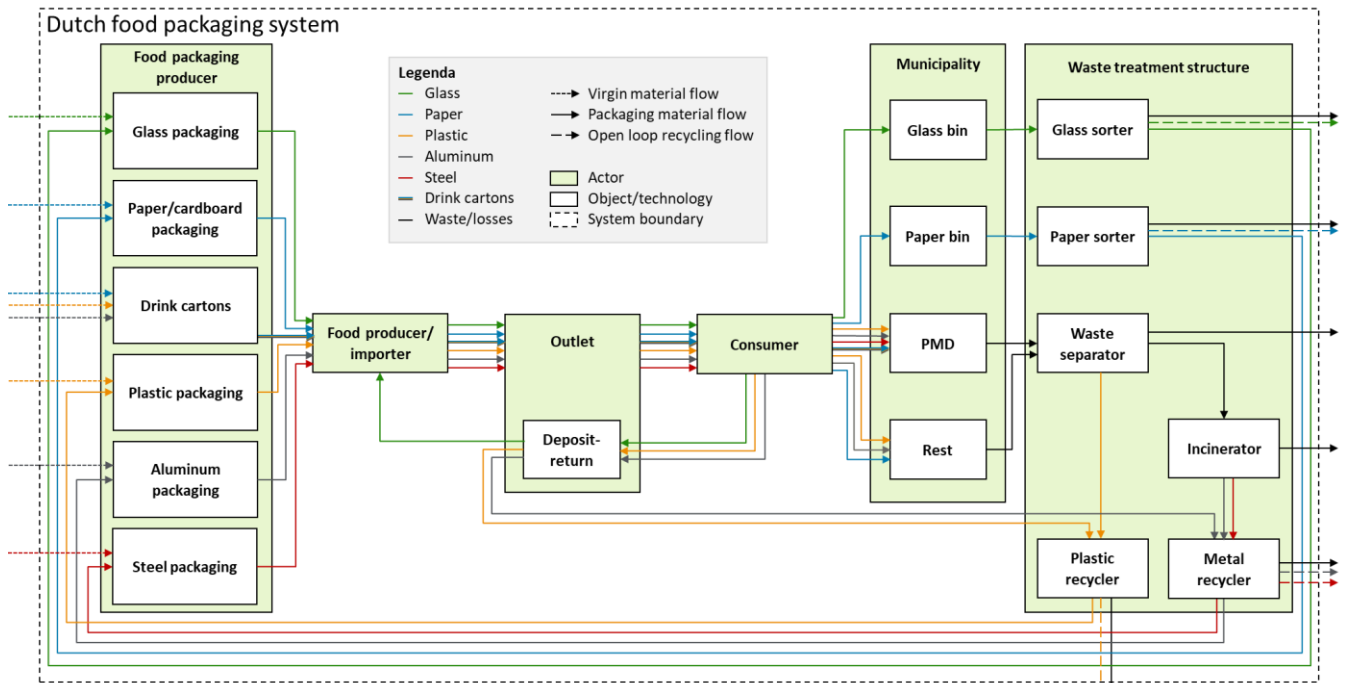 Dutch food packaging system
Food packaging
producer
Glass packaging
Paper/cardboard
packaging
Drink cartons
Plastic packaging
Aluminum
packaging
Steel packaging
Legenda
Glass
Paper
Plastic
Aluminum
Steel
Drink cartons
Waste/losses
Virgin material flow
Packaging material flow
Open loop recycling flow
Actor
Object/technology
System boundary
Food producer/
importer
Outlet
Deposit-
return
Consumer
Municipality
Glass bin
Paper bin
PMD
Rest
Waste treatment structure
Glass sorter
Paper sorter
Waste
separator
Incinerator
Plastic
recycler
Metal
recycler